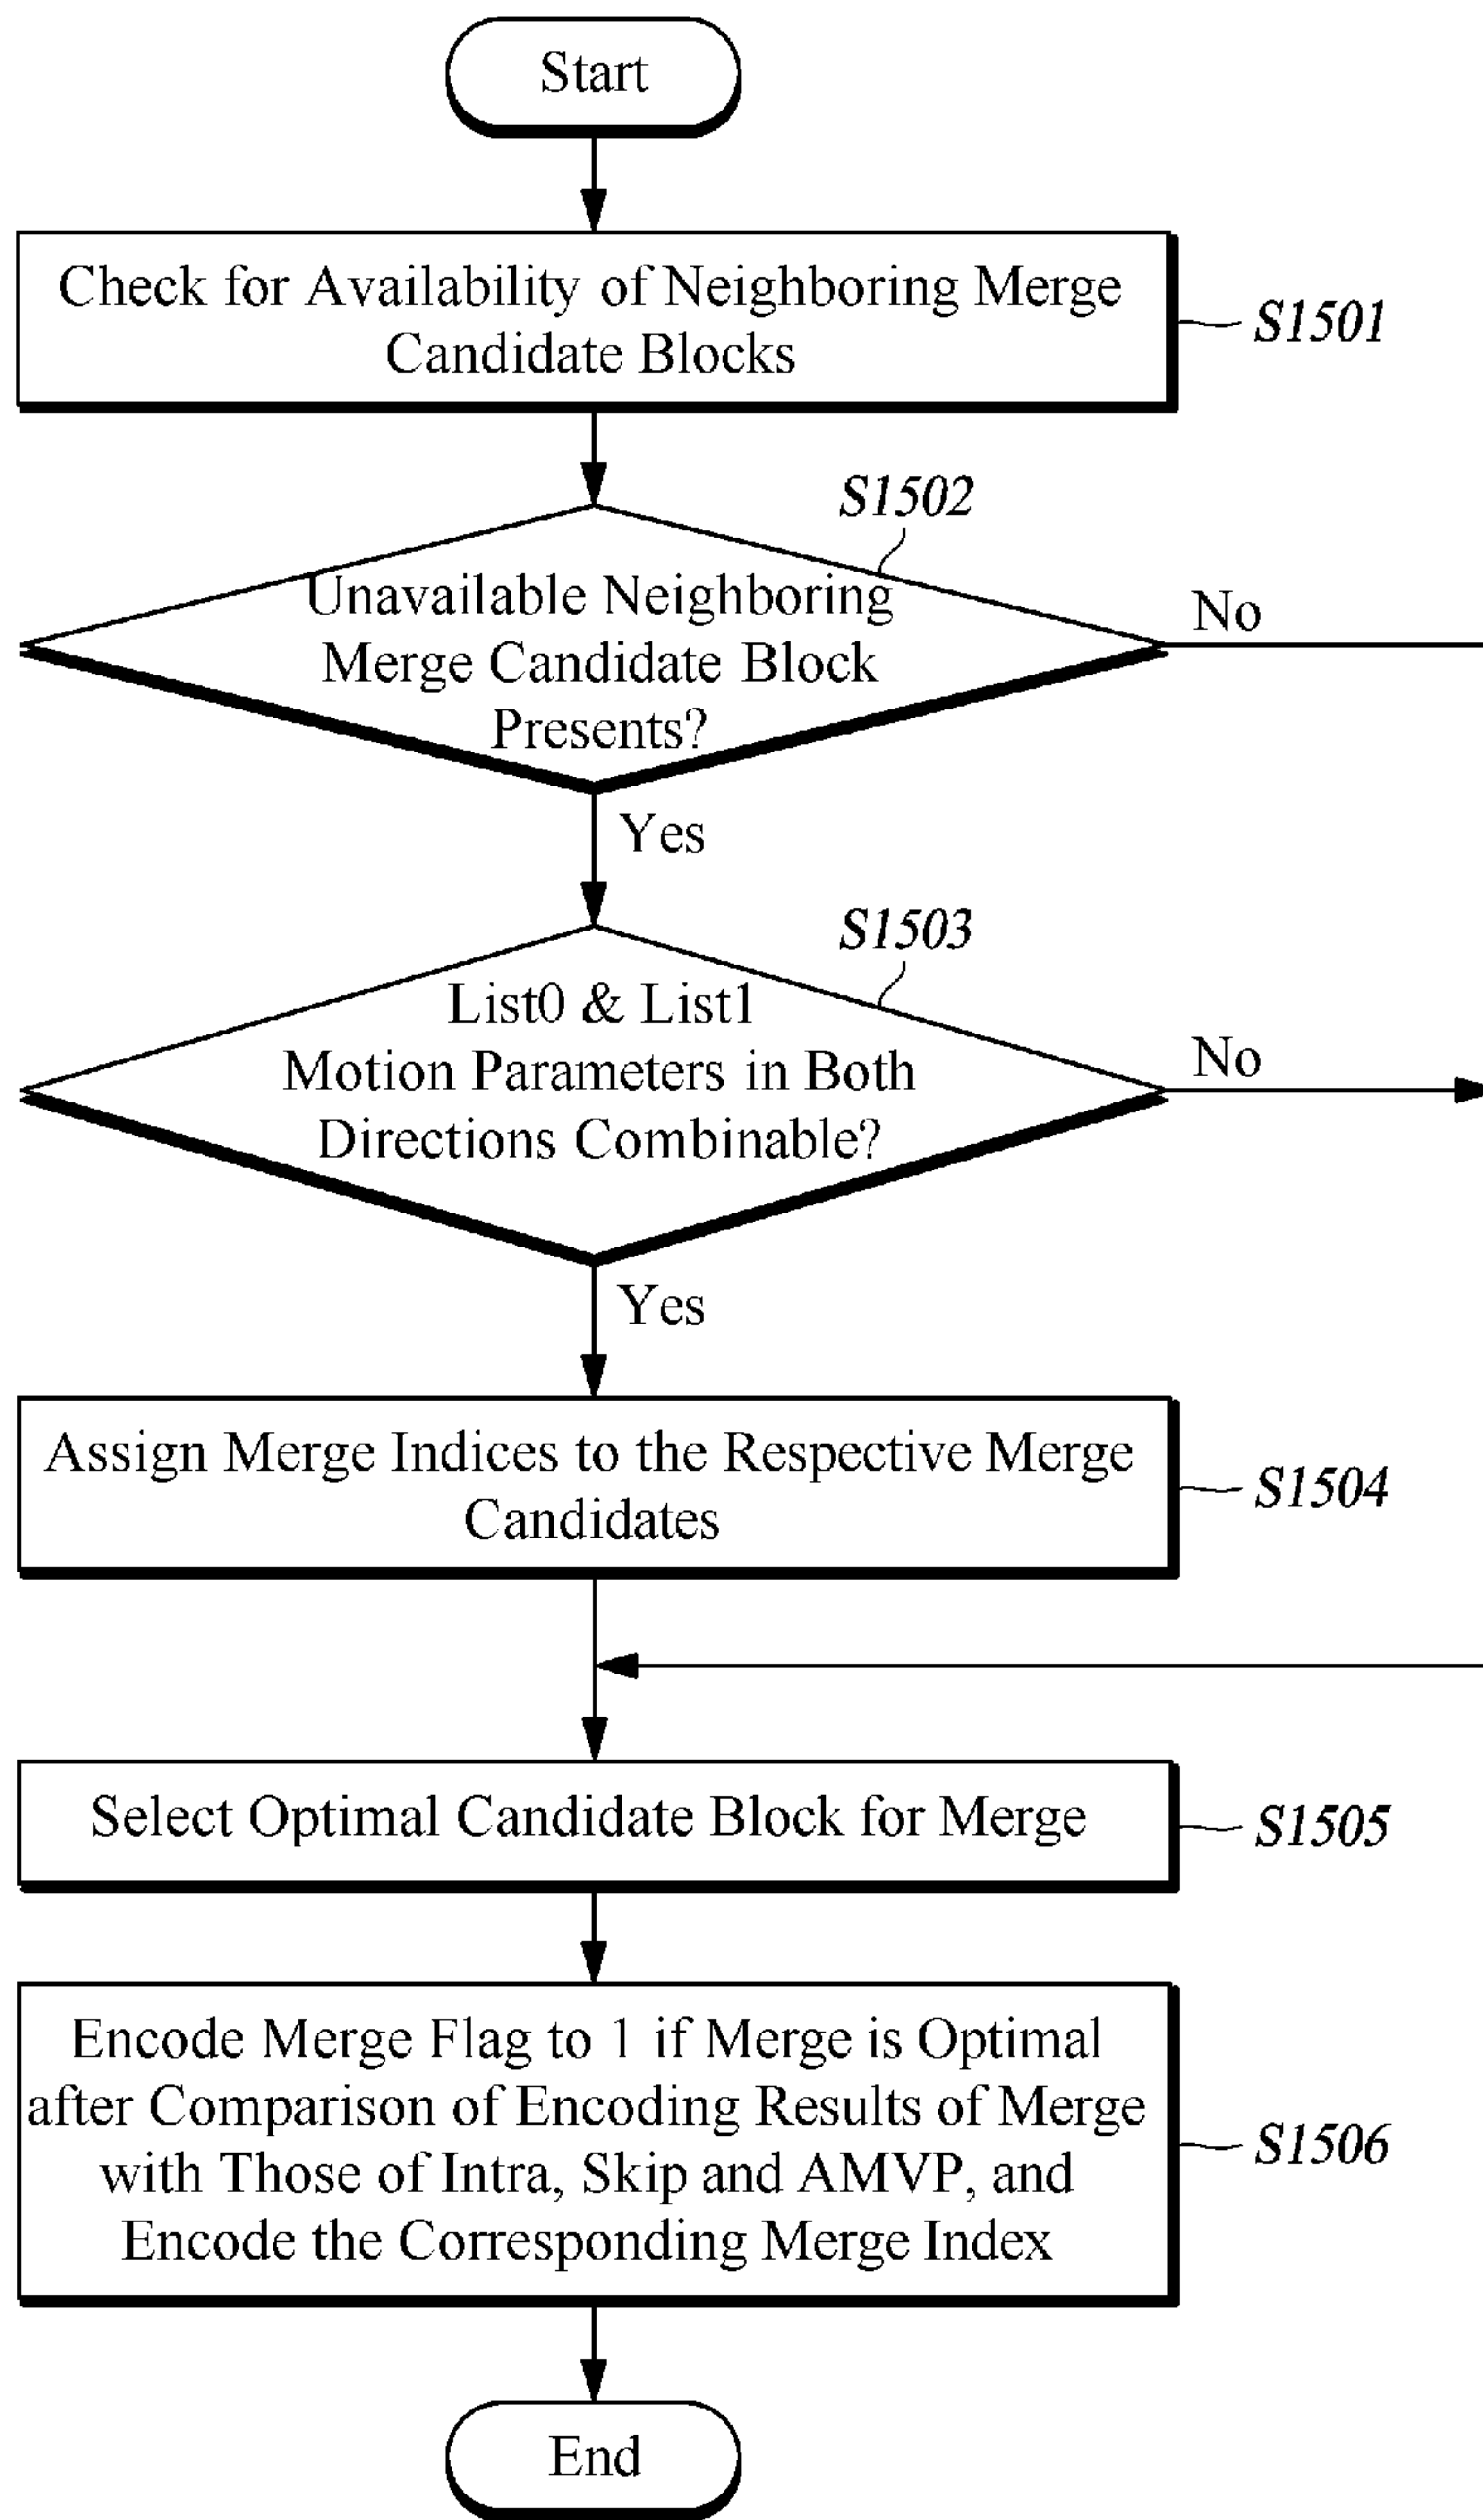 Start
Check for Availability of Neighboring Merge
Candidate Blocks
S1501
S1502
Unavailable Neighboring
Merge Candidate Block
Presents?
No
Yes
S1503
List0 & List1
Motion Parameters in Both
Directions Combinable?
No
Yes
Assign Merge Indices to the Respective Merge
Candidates
S1504
Select Optimal Candidate Block for Merge
S1505
Encode Merge Flag to 1 if Merge is Optimal
after Comparison of Encoding Results of Merge
with Those of Intra, Skip and AMVP, and
Encode the Corresponding Merge Index
S1506
End